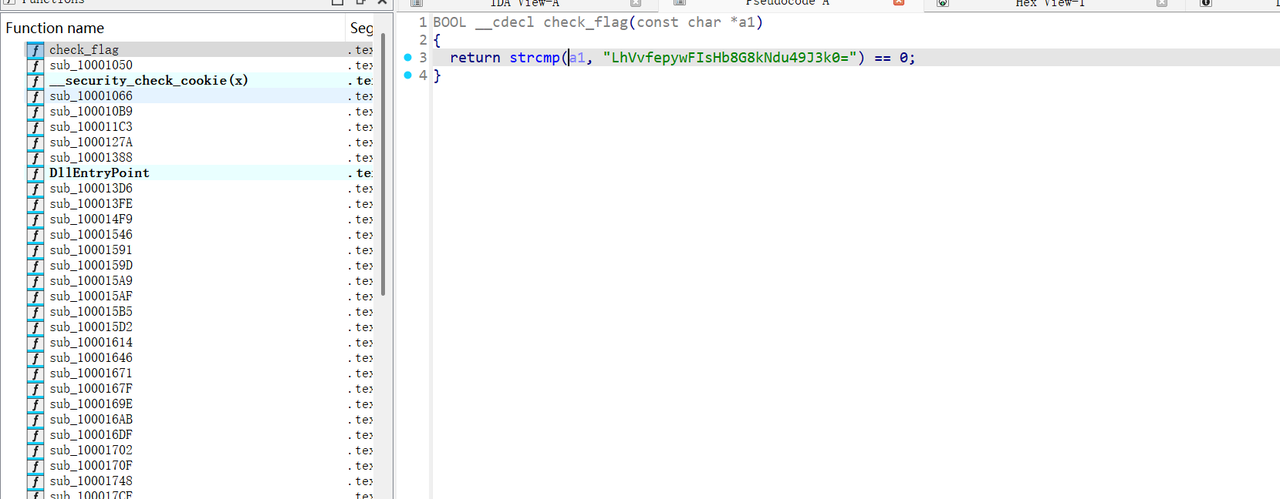 Functions
IDA View-A
Pseudocode A
Hex View-1
Function name
Seg
check_flag .tex
sub_10001050 .tex
__security_check_cookie(x) .tex
sub_10001066 .tex
sub_100010B9 .tex
sub_100011C3 .tex
sub_1000127A .tex
sub_10001388 .tex
DllEntryPoint .tex
sub_100013D6 .tex
sub_100013FE .tex
sub_100014F9 .tex
sub_10001546 .tex
sub_10001591 .tex
sub_1000159D .tex
sub_100015A9 .tex
sub_100015AF .tex
sub_100015B5 .tex
sub_100015D2 .tex
sub_10001614 .tex
sub_10001646 .tex
sub_10001671 .tex
sub_1000167F .tex
sub_1000169E .tex
sub_100016AB .tex
sub_100016DF .tex
sub_10001702 .tex
sub_1000170F .tex
sub_10001748 .tex
sub_100017CF .tex
1 BOOL __cdecl check_flag(const char *a1)
2 {
3 return strcmp(a1, "LhVvfepywFIsHb8G8kNdu49J3k0=") == 0;
4 }